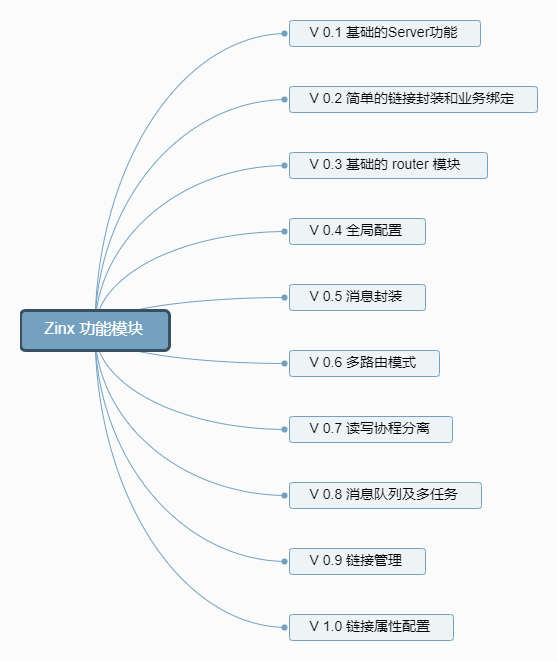 V 0.1 基础的Server功能
V 0.2 简单的链接封装和业务绑定
V 0.3 基础的 router 模块
V 0.4 全局配置
V 0.5 消息封装
Zinx 功能模块
V 0.6 多路由模式
V 0.7 读写协程分离
V 0.8 消息队列及多任务
V 0.9 链接管理
V 1.0 链接属性配置